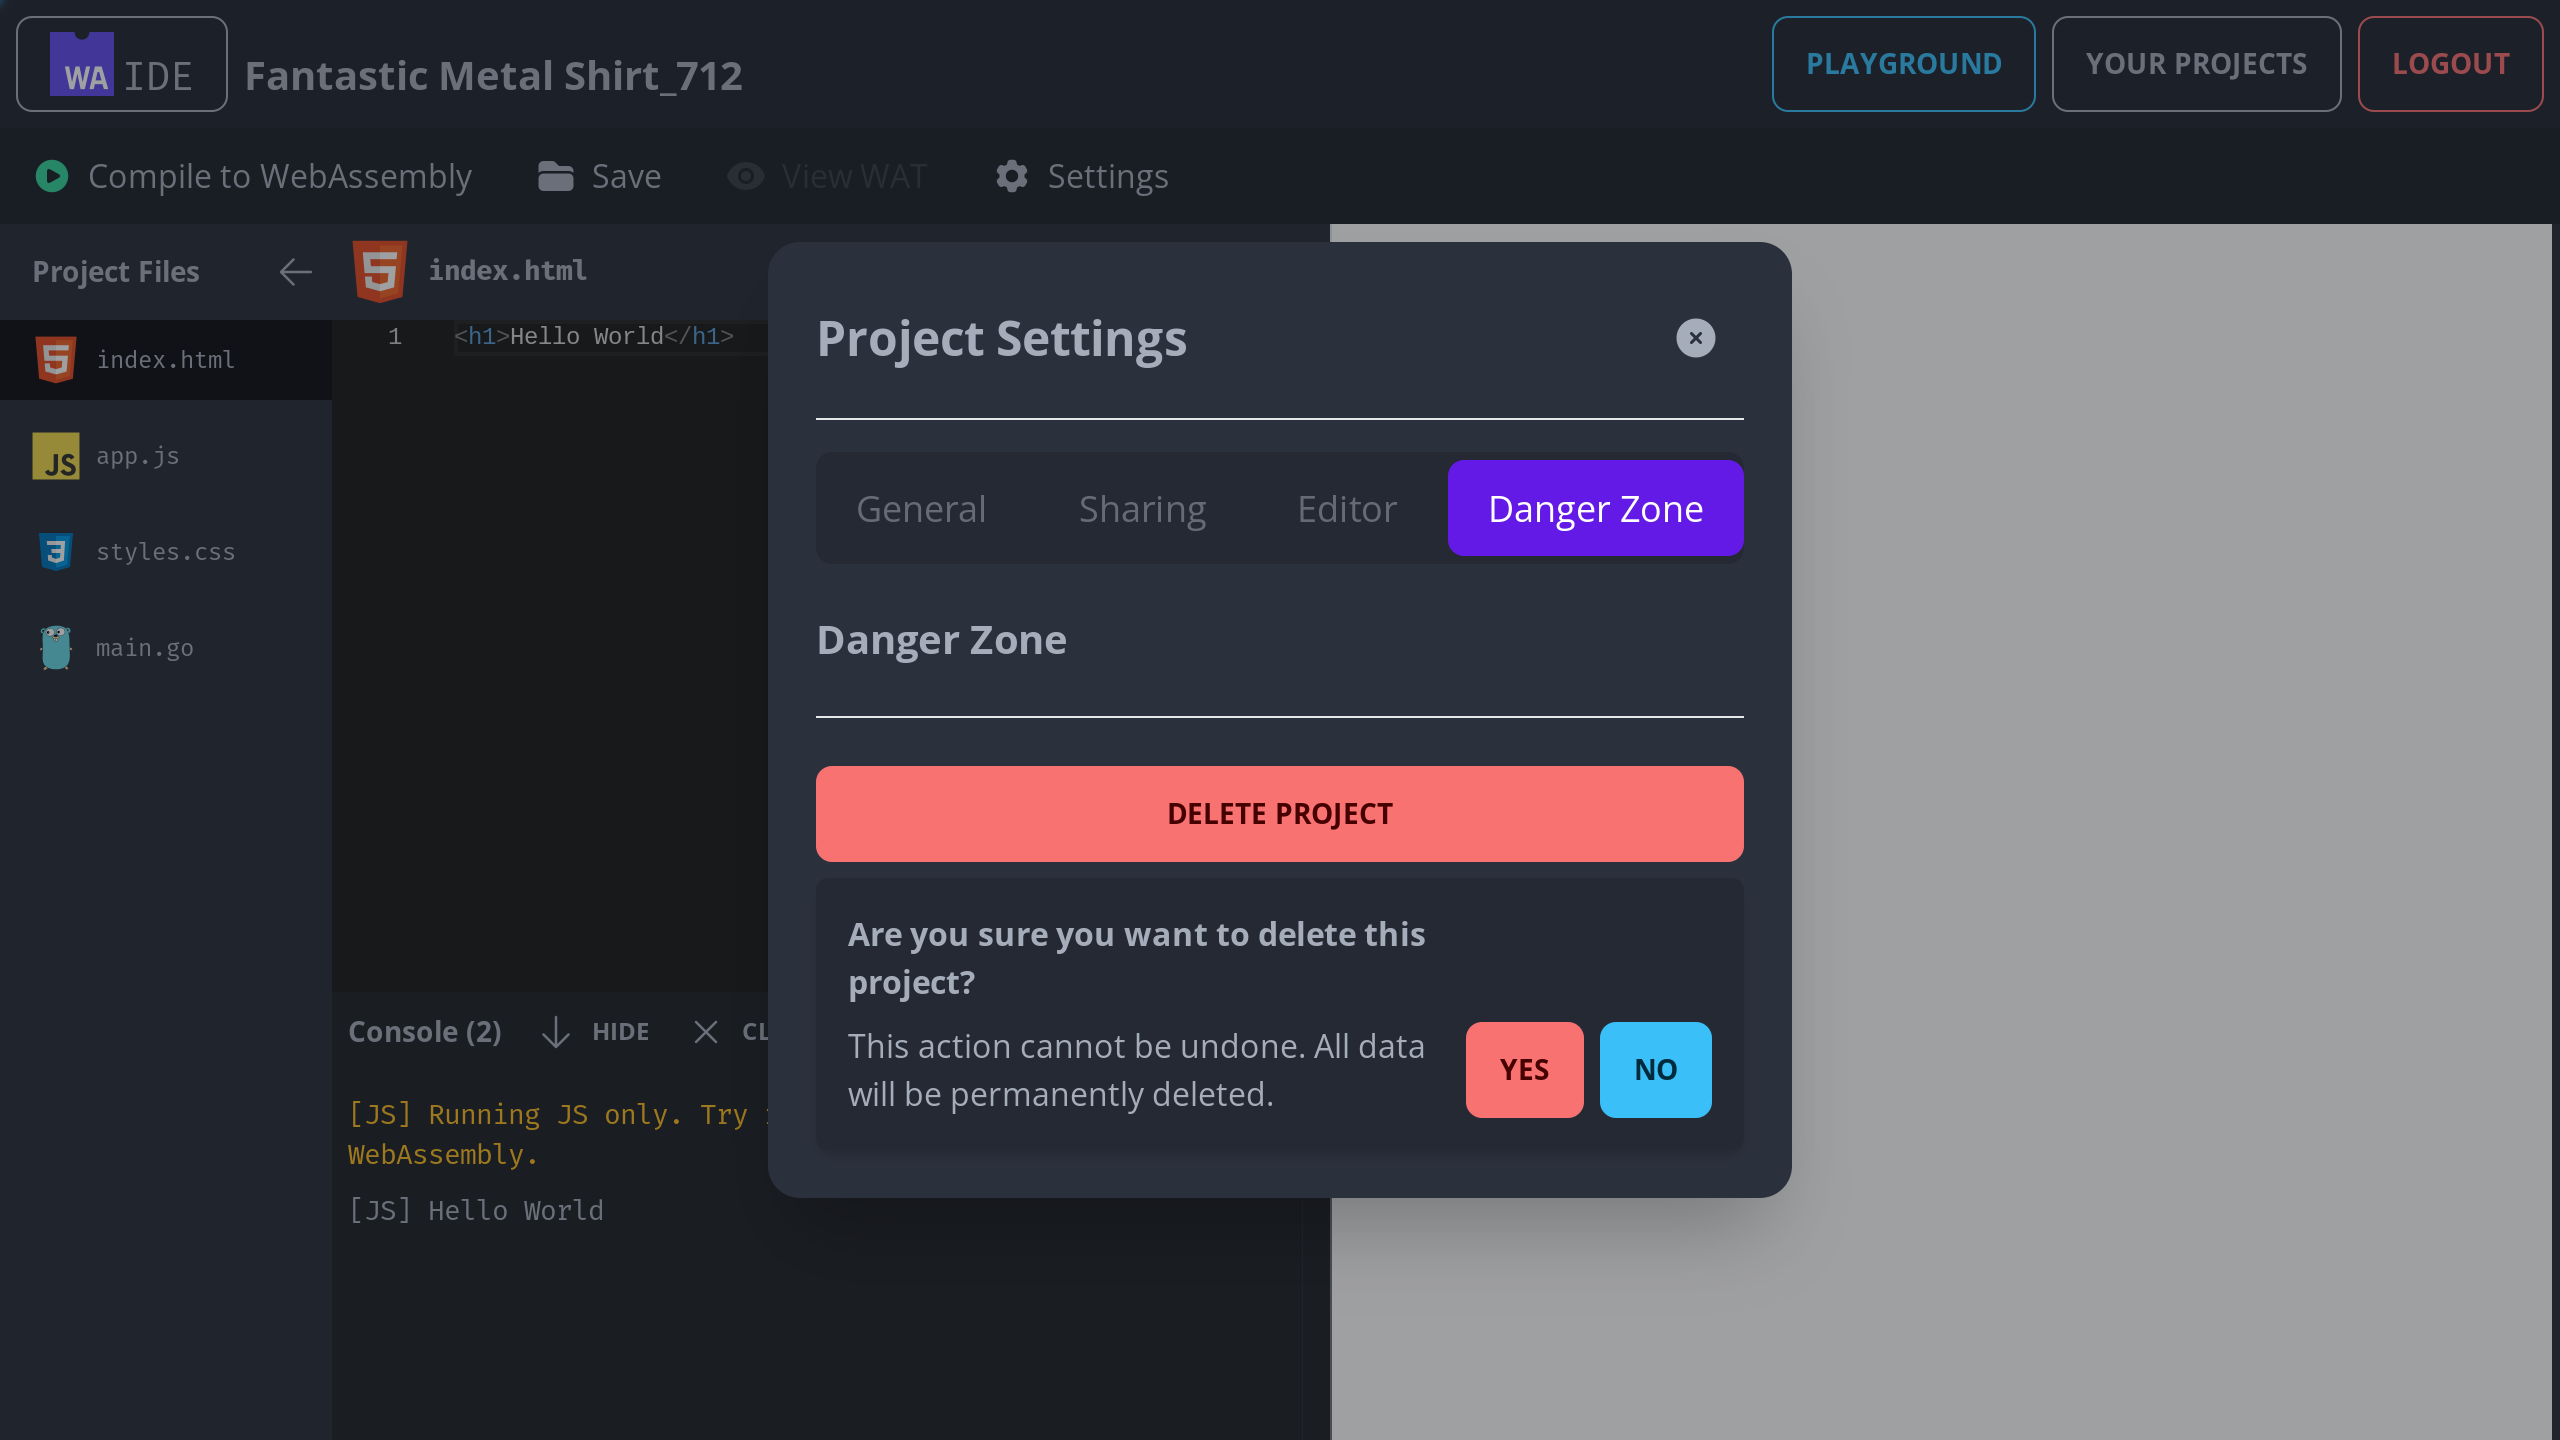 WA IDE
Fantastic Metal Shirt_712
PLAYGROUND
YOUR PROJECTS
LOGOUT
Compile to WebAssembly
Save
View WAT
Settings
Project Files
index.html
app.js
JS
styles.css
main.go
index.html
1
<h1>Hello World</h1>
Console (2)
HIDE
CL
[JS] Running JS only. Try
WebAssembly.
[JS] Hello World
Project Settings
General
Sharing
Editor
Danger Zone
Danger Zone
DELETE PROJECT
Are you sure you want to delete this
project?
This action cannot be undone. All data
will be permanently deleted.
YES
NO